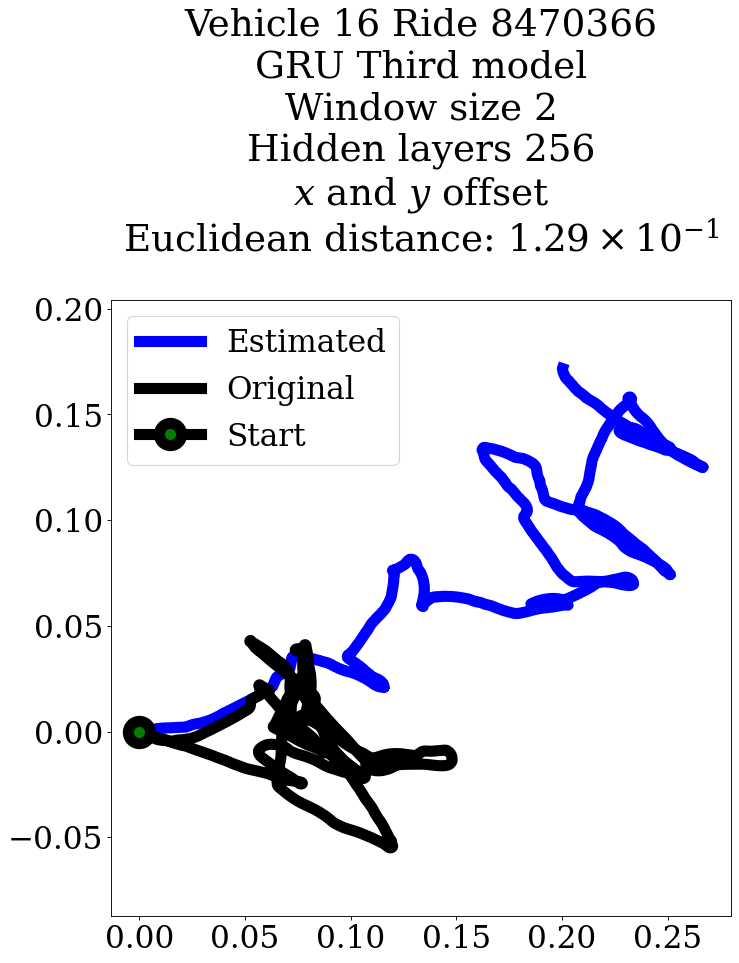 Vehicle 16 Ride 8470366
GRU Third model
Window size 2
Hidden layers 256
x and y offset
Euclidean distance: 1.29 × 10⁻¹
Estimated
Original
Start
0.20
0.15
0.10
0.05
0.00
−0.05
0.00 0.05 0.10 0.15 0.20 0.25